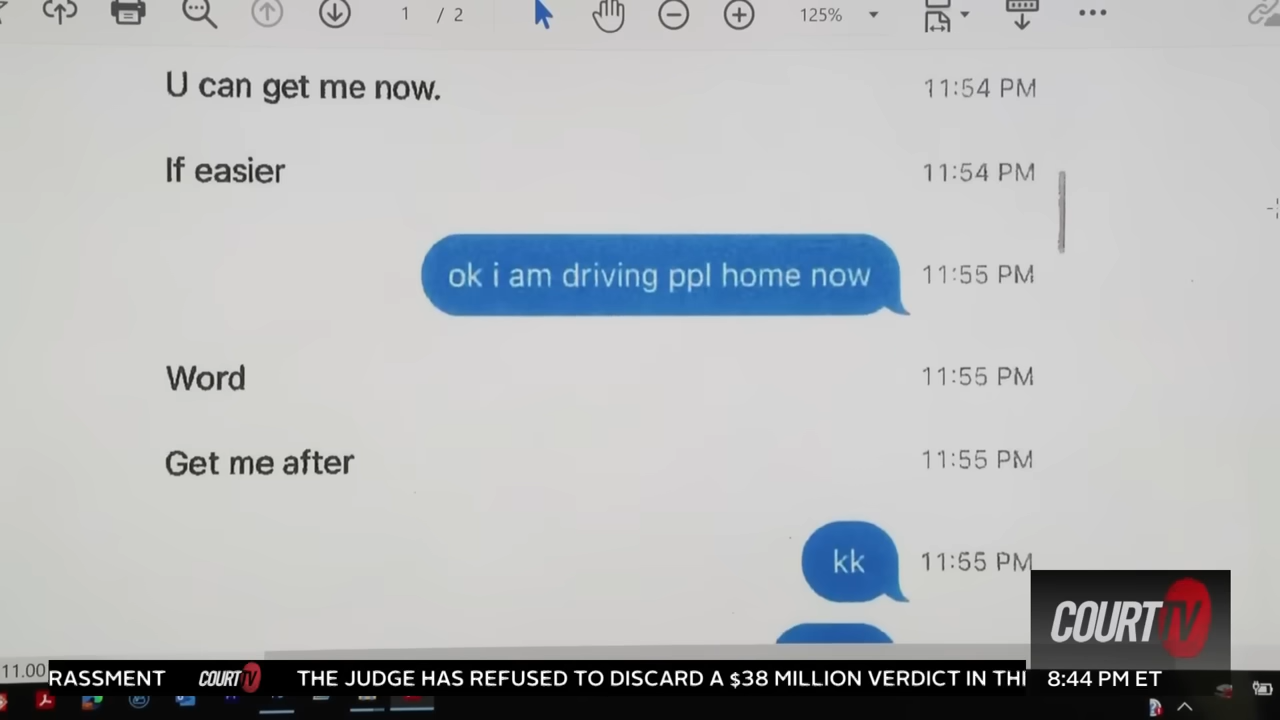 1 / 2
125%
U can get me now.
11:54 PM
If easier
11:54 PM
ok i am driving ppl home now
11:55 PM
Word
11:55 PM
Get me after
11:55 PM
kk
11:55 PM
COURT TV
11.00
RASSMENT COURT TV THE JUDGE HAS REFUSED TO DISCARD A $38 MILLION VERDICT IN THI 8:44 PM ET